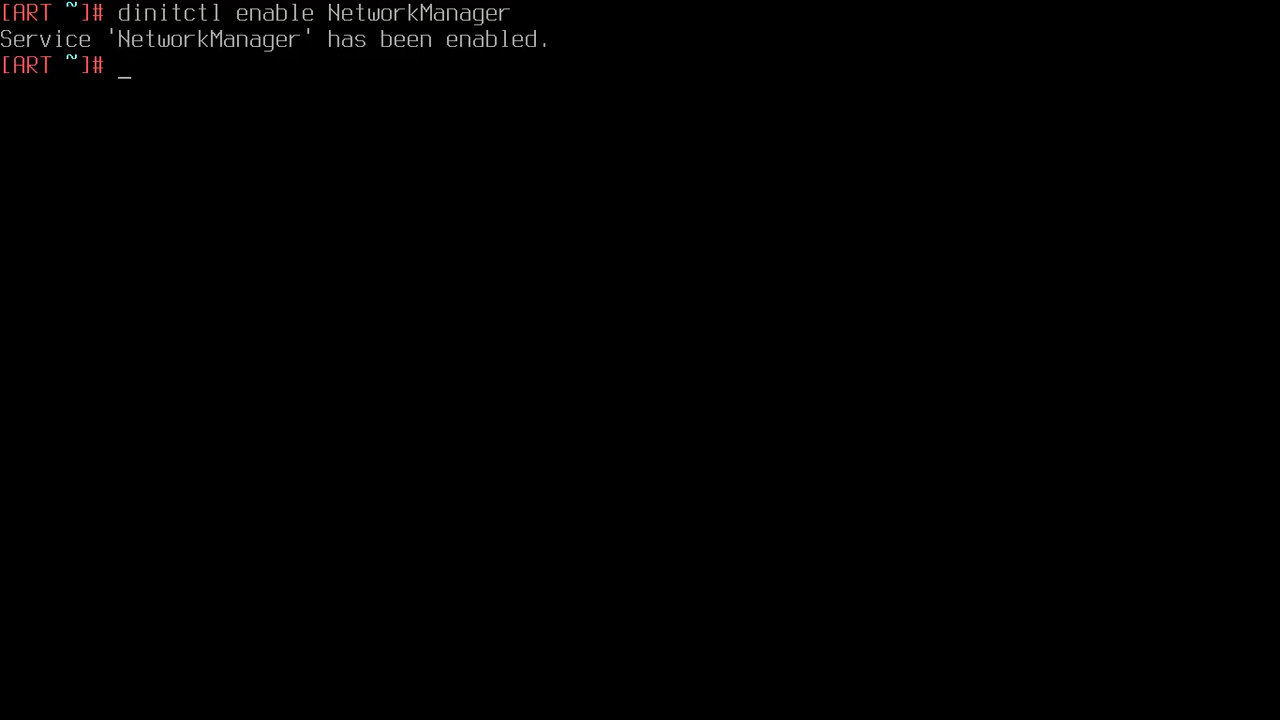 [ART ~]# dinitctl enable NetworkManager
Service 'NetworkManager' has been enabled.
[ART ~]# _